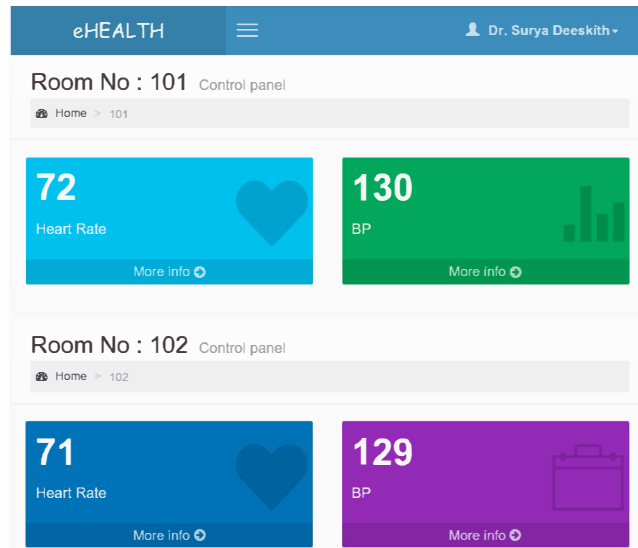 eHEALTH Dr. Surya Deeskith
Room No : 101 Control panel
Home > 101
72 130
Heart Rate BP
More info More info
Room No : 102 Control panel
Home > 102
71 129
Heart Rate BP
More info More info